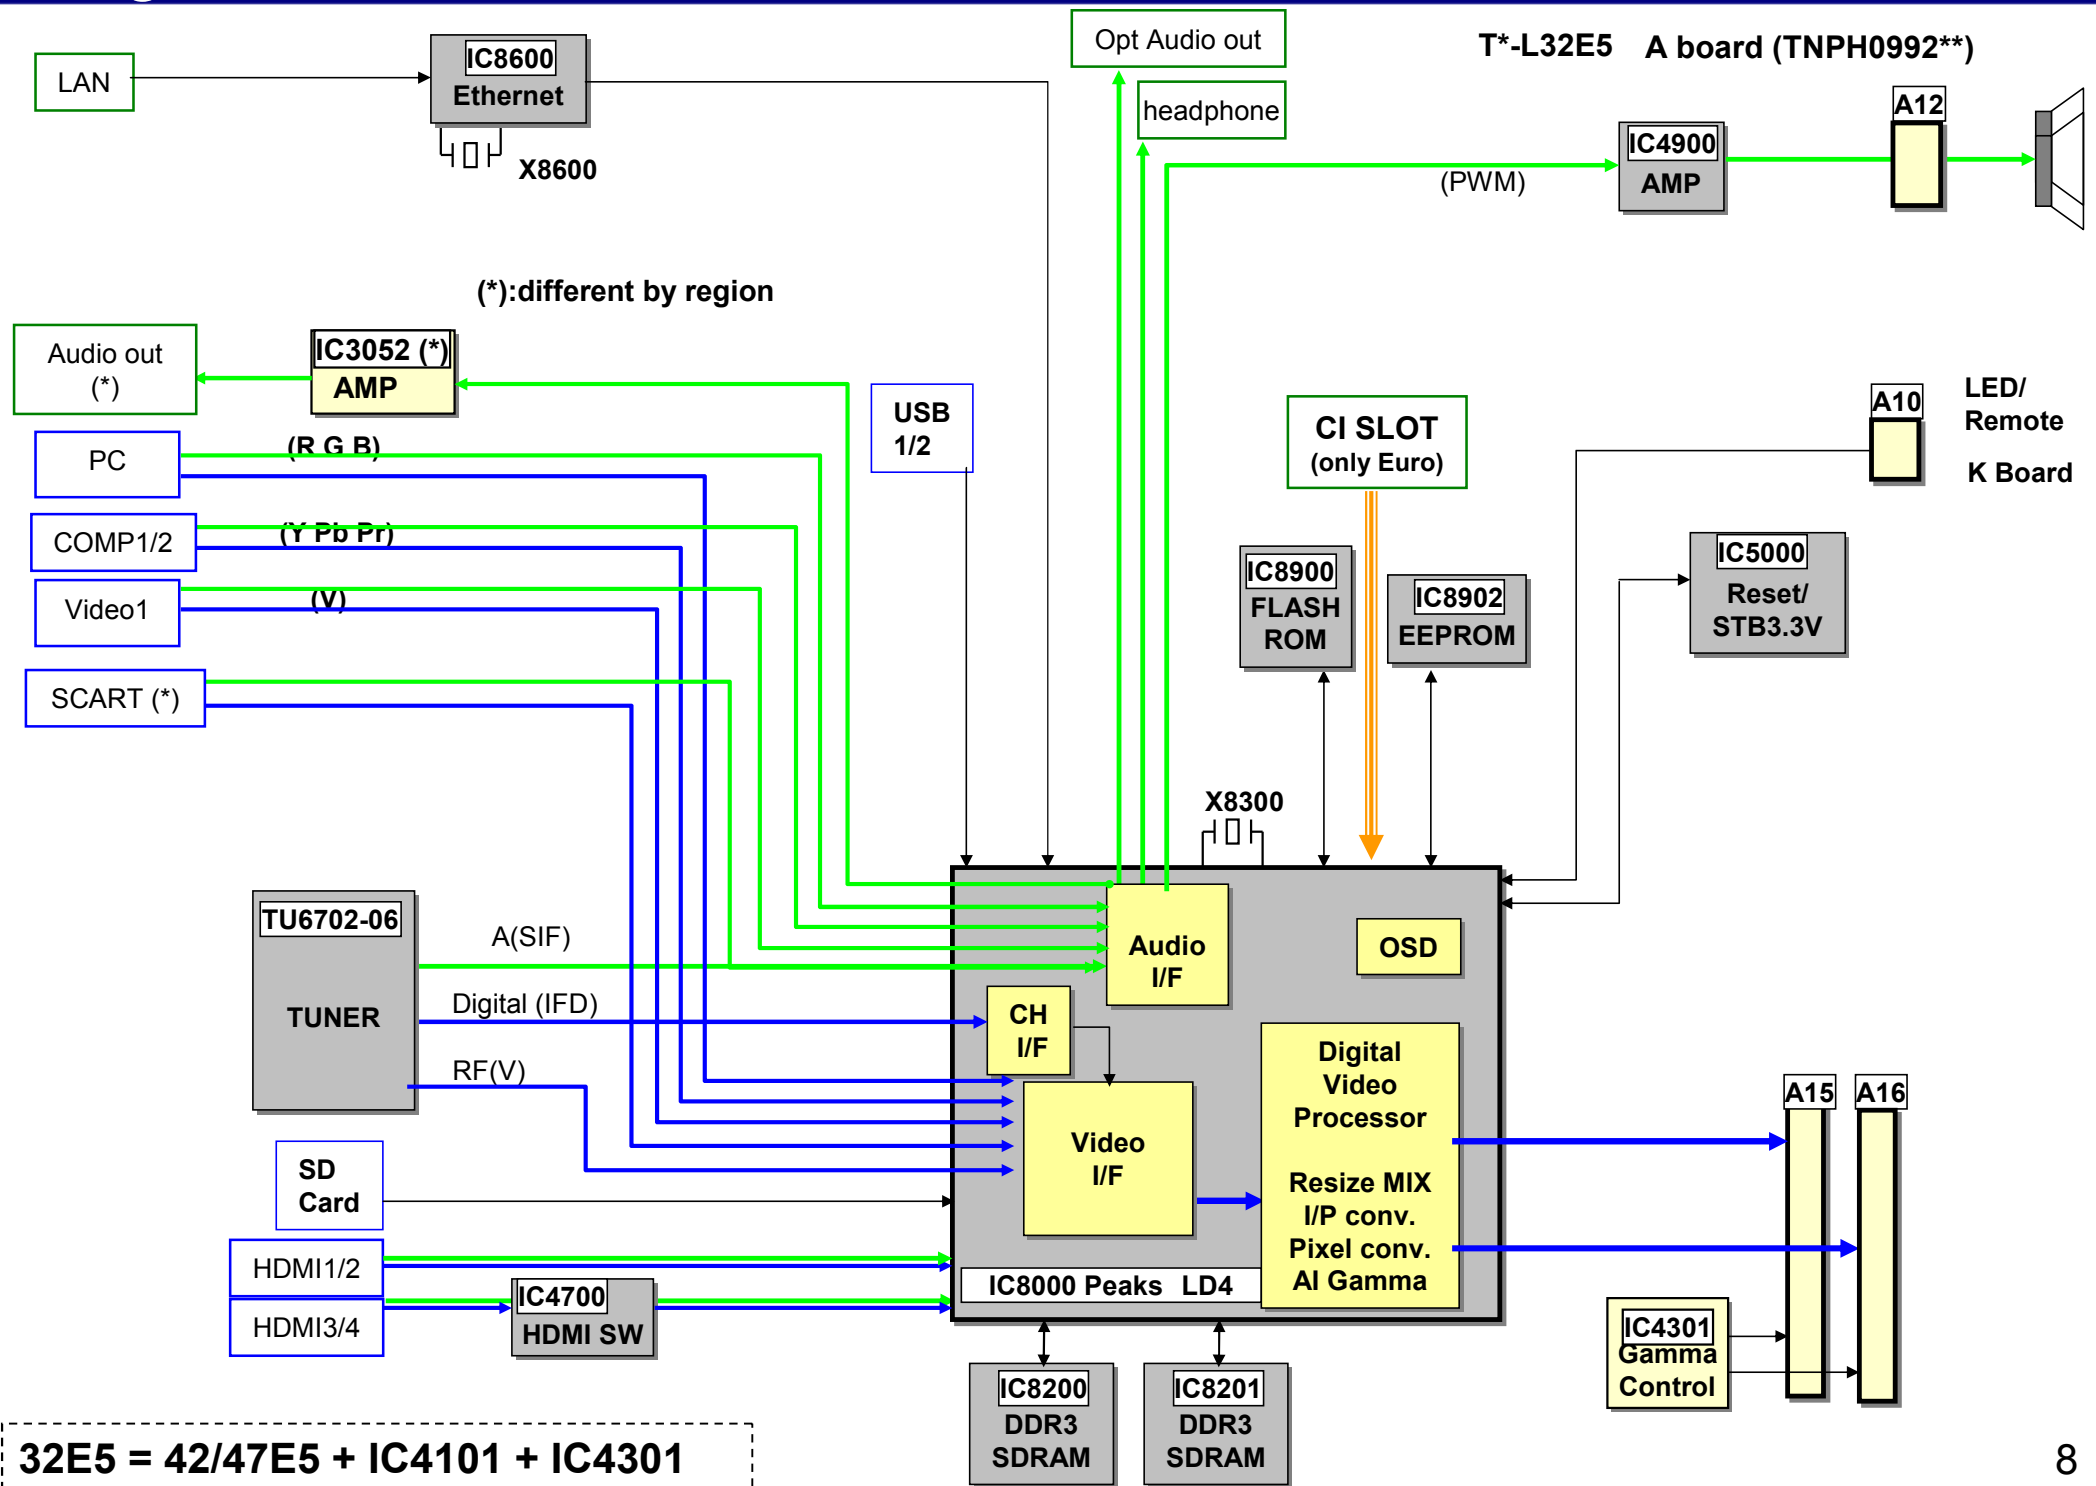 Opt Audio out
T*-L32E5 A board (TNPH0992**)
LAN
IC8600
Ethernet
X8600
headphone
(PWM)
IC4900
AMP
A12
(*):different by region
Audio out
(*)
IC3052 (*)
AMP
USB
1/2
CI SLOT
(only Euro)
A10
LED/
Remote
K Board
PC
(R G B)
COMP1/2
(Y Pb Pr)
Video1
(V)
SCART (*)
IC8900
FLASH
ROM
IC8902
EEPROM
IC5000
Reset/
STB3.3V
X8300
TU6702-06
TUNER
A(SIF)
Digital (IFD)
RF(V)
Audio
I/F
OSD
CH
I/F
Video
I/F
Digital
Video
Processor
Resize MIX
I/P conv.
Pixel conv.
AI Gamma
A15
A16
SD
Card
HDMI1/2
HDMI3/4
IC4700
HDMI SW
IC8000 Peaks LD4
IC4301
Gamma
Control
IC8200
DDR3
SDRAM
IC8201
DDR3
SDRAM
32E5 = 42/47E5 + IC4101 + IC4301
8